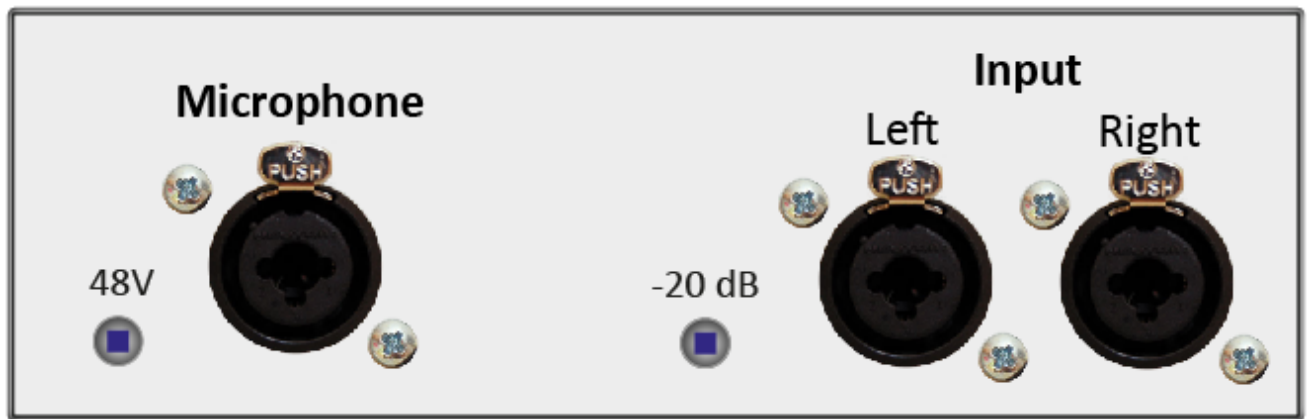 Microphone
PUSH
48V
Input
Left
Right
PUSH
PUSH
-20 dB